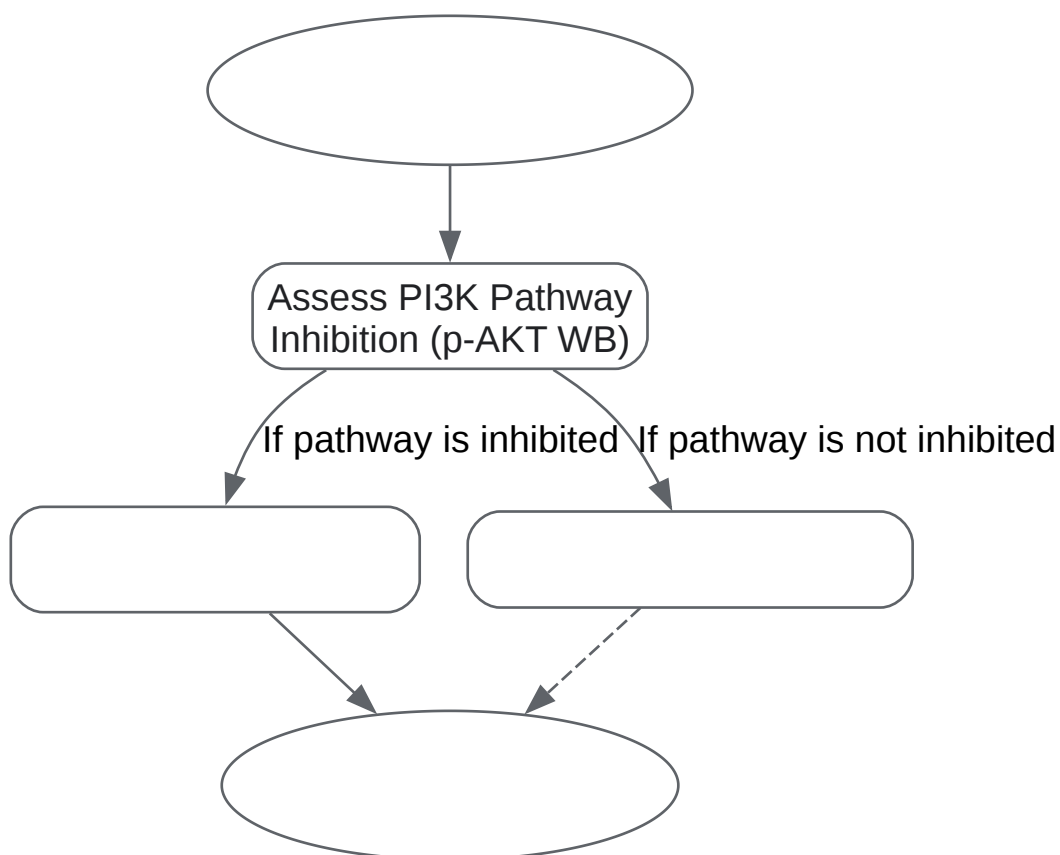 Assess PI3K Pathway
Inhibition (p-AKT WB)
If pathway is inhibited
If pathway is not inhibited